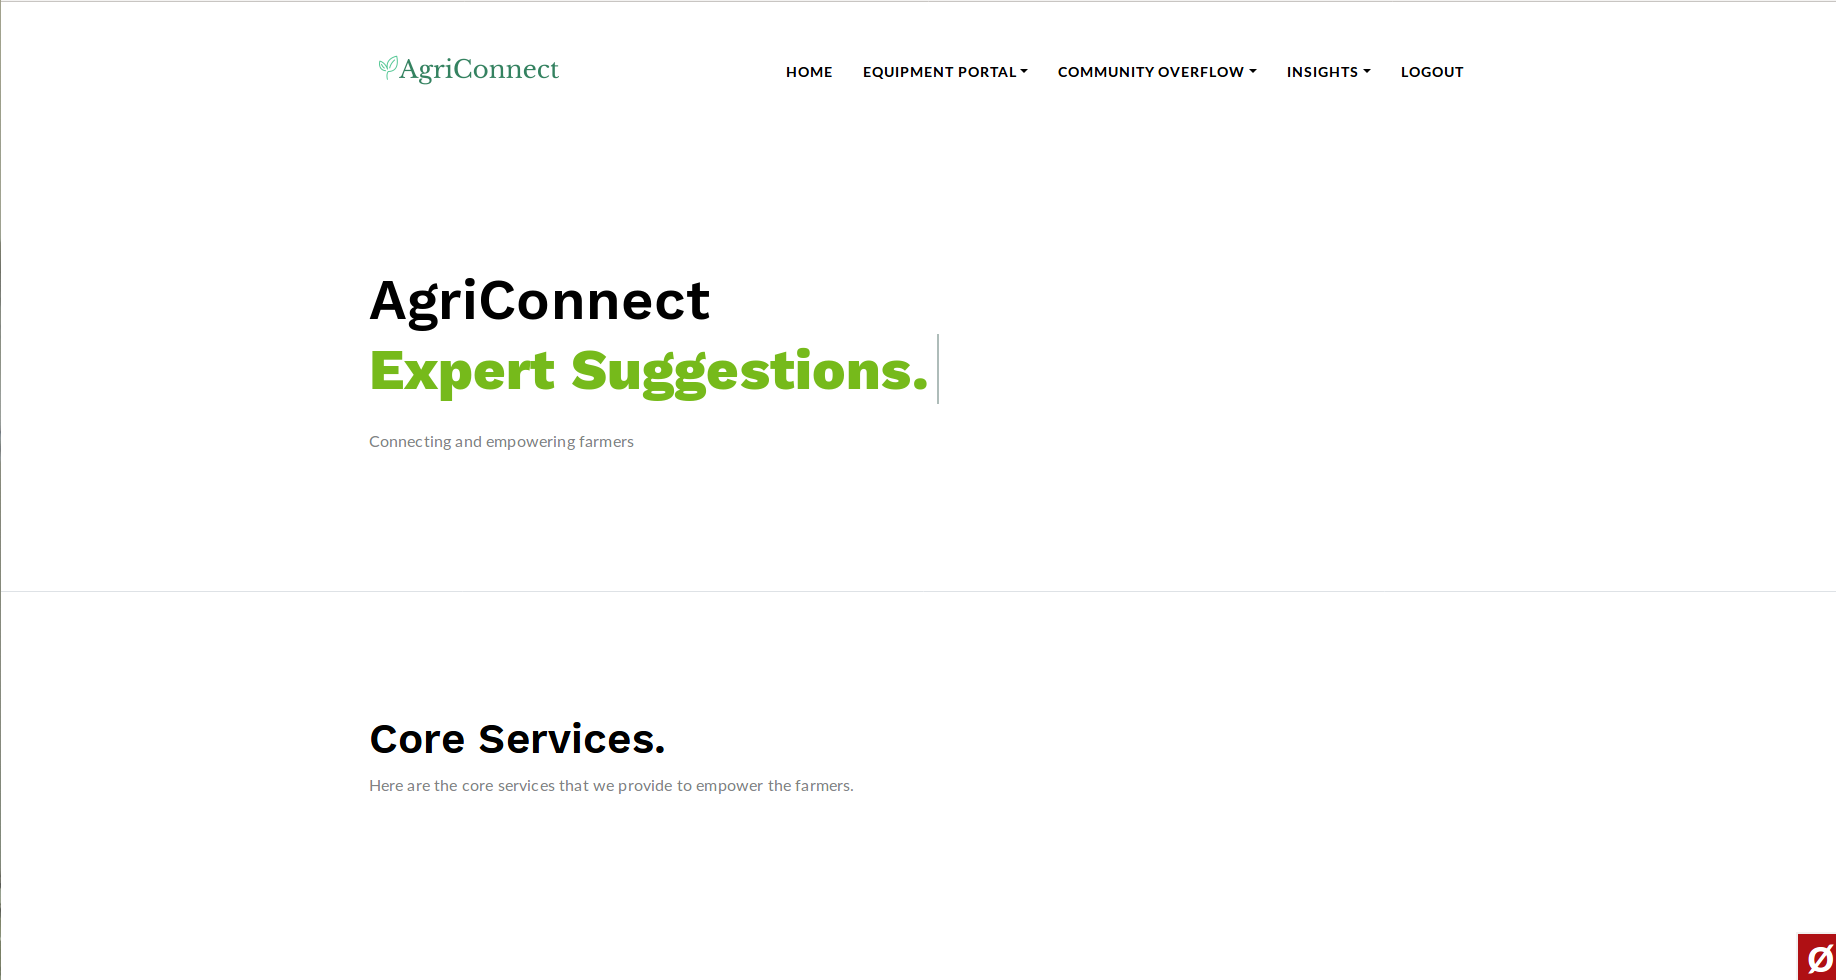 AgriConnect
HOME EQUIPMENT PORTAL COMMUNITY OVERFLOW INSIGHTS LOGOUT
AgriConnect
Expert Suggestions.
Connecting and empowering farmers
Core Services.
Here are the core services that we provide to empower the farmers.
Ø